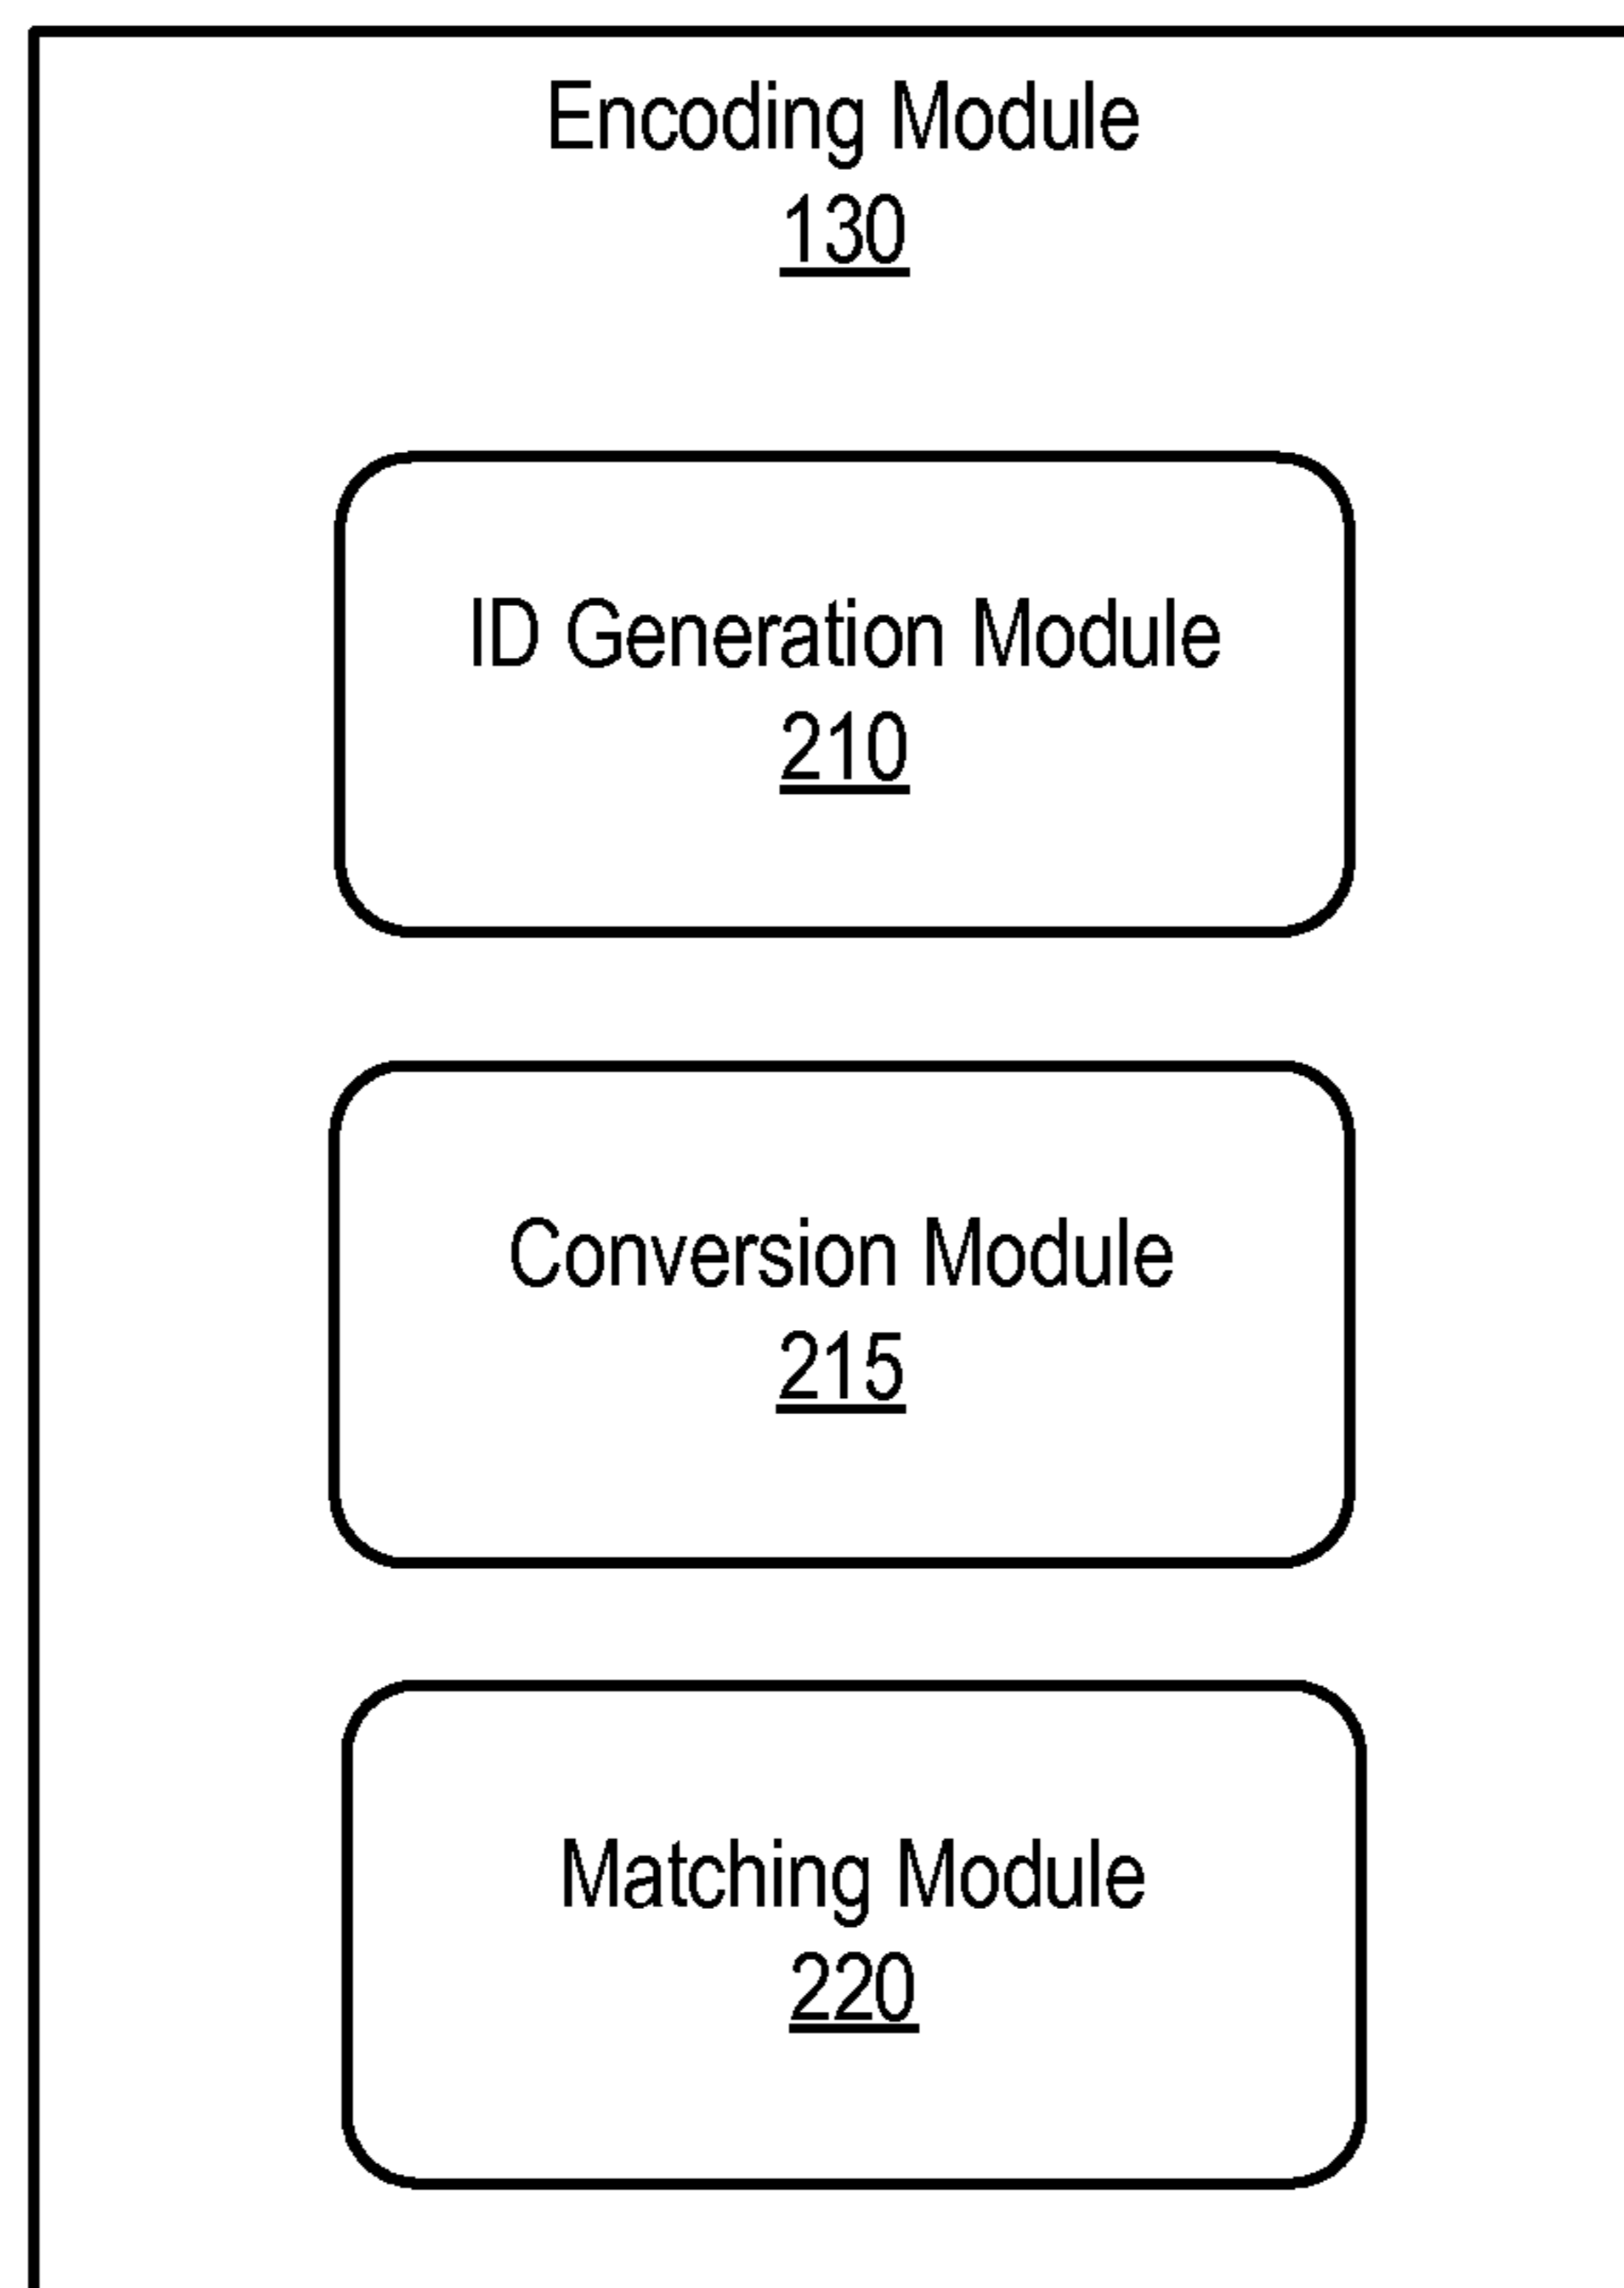 Encoding Module
130
ID Generation Module
210
Conversion Module
215
Matching Module
220